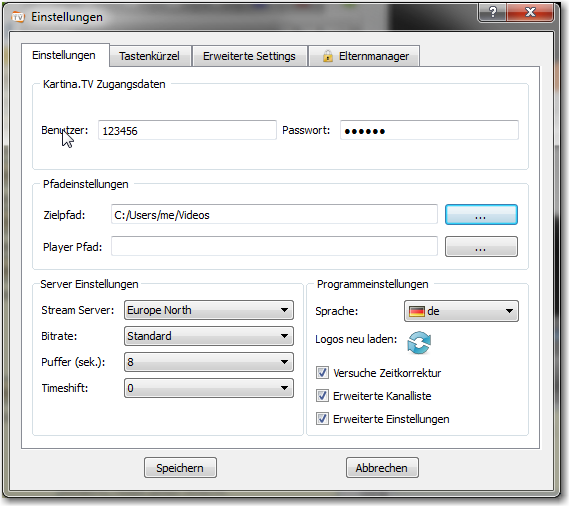 Einstellungen
Einstellungen Tastenkürzel Erweiterte Settings Elternmanager
Kartina.TV Zugangsdaten
Benutzer: 123456 Passwort: ●●●●●●
Pfadeinstellungen
Zielpfad: C:/Users/me/Videos ...
Player Pfad: ...
Server Einstellungen
Stream Server: Europe North
Bitrate: Standard
Puffer (sek.): 8
Timeshift: 0
Programmeinstellungen
Sprache: de
Logos neu laden:
Versuche Zeitkorrektur
Erweiterte Kanalliste
Erweiterte Einstellungen
Speichern Abbrechen